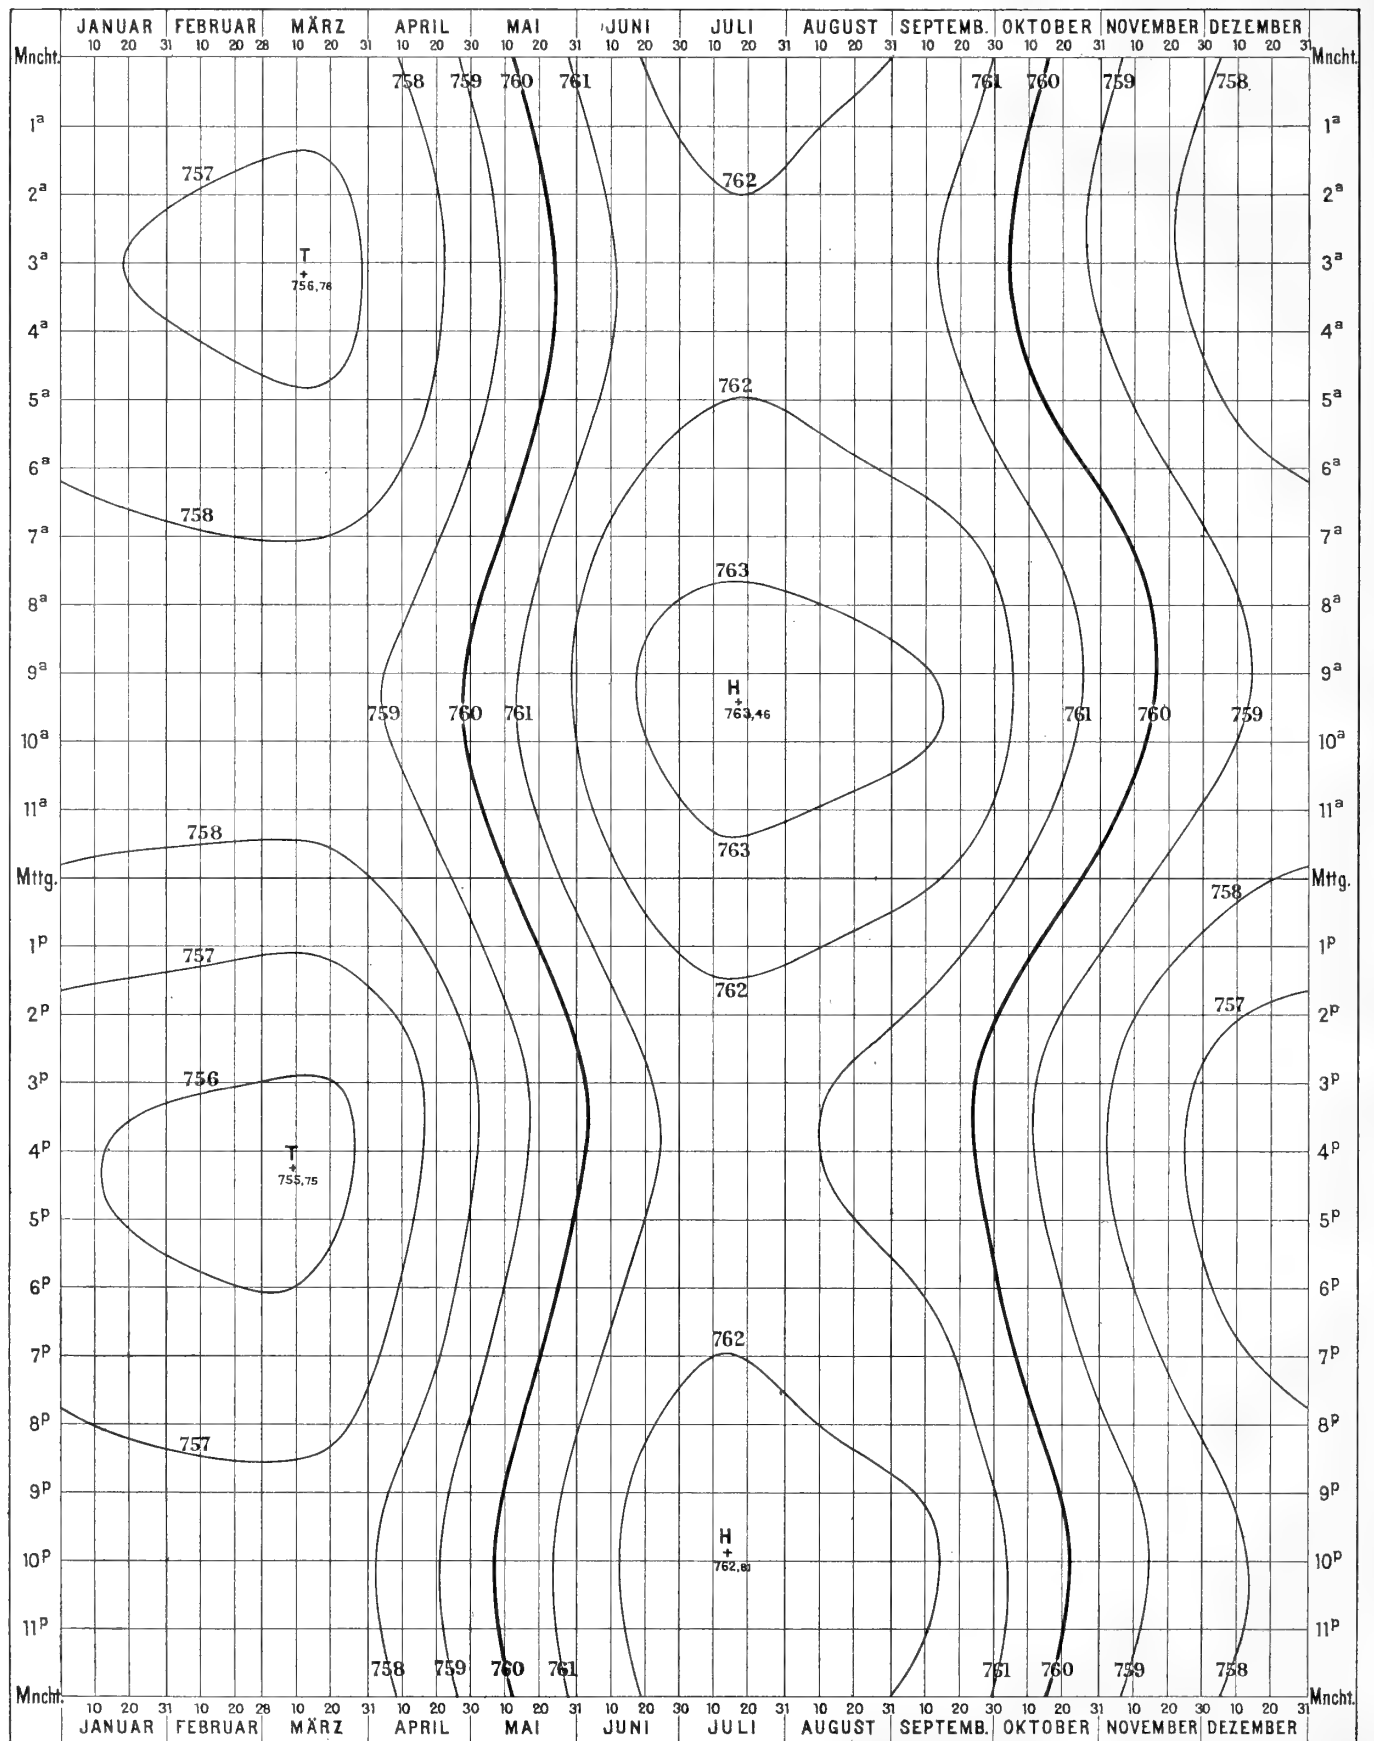 JANUAR FEBRUAR MÄRZ APRIL MAI JUNI JULI AUGUST SEPTEMB. OKTOBER NOVEMBER DEZEMBER
10 20 31 10 20 28 10 20 31 10 20 30 10 20 31 10 20 30 10 20 31 10 20 31 10 20 30 10 20 31 10 20 30 10 20 31
Mncht. Mncht.
758 759 760 761 761 760 759 758
1ᵃ 1ᵃ
757 762
2ᵃ 2ᵃ
T
3ᵃ 3ᵃ
756,76
4ᵃ 4ᵃ
762
5ᵃ 5ᵃ
6ᵃ 6ᵃ
758
7ᵃ 7ᵃ
763
8ᵃ 8ᵃ
9ᵃ 9ᵃ
H
763,46
759 760 761 761 760 759
10ᵃ 10ᵃ
11ᵃ 11ᵃ
758 763
Mttg. Mttg.
758
1ᵖ 1ᵖ
757
762
2ᵖ 2ᵖ
757
3ᵖ 3ᵖ
756
4ᵖ 4ᵖ
T
755,75
5ᵖ 5ᵖ
6ᵖ 6ᵖ
762
7ᵖ 7ᵖ
8ᵖ 8ᵖ
757
9ᵖ 9ᵖ
H
10ᵖ 10ᵖ
762,81
11ᵖ 11ᵖ
758 759 760 761 761 760 759 758
Mncht. Mncht.
10 20 31 10 20 28 10 20 31 10 20 30 10 20 31 10 20 30 10 20 31 10 20 31 10 20 30 10 20 31 10 20 30 10 20 31
JANUAR FEBRUAR MÄRZ APRIL MAI JUNI JULI AUGUST SEPTEMB. OKTOBER NOVEMBER DEZEMBER